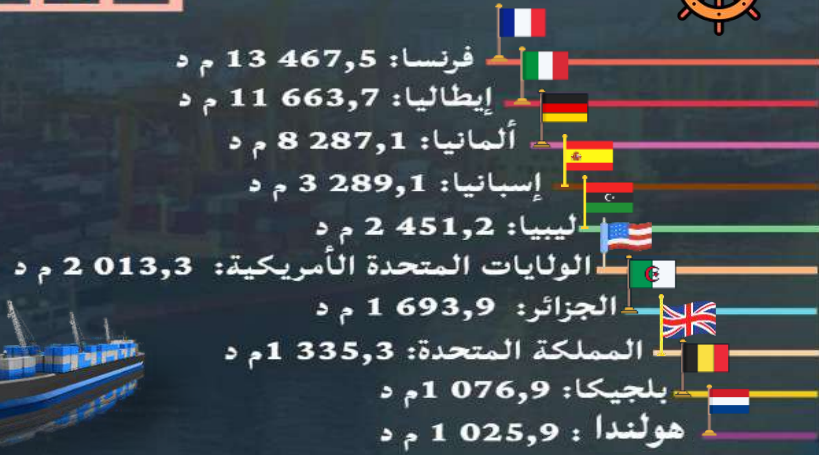 فرنسا: 13 467,5 م د
إيطاليا: 11 663,7 م د
ألمانيا: 8 287,1 م د
إسبانيا: 3 289,1 م د
ليبيا: 2 451,2 م د
الولايات المتحدة الأمريكية: 2 013,3 م د
الجزائر: 1 693,9 م د
المملكة المتحدة: 1 335,3م د
بلجيكا: 1 076,9م د
هولندا : 1 025,9 م د